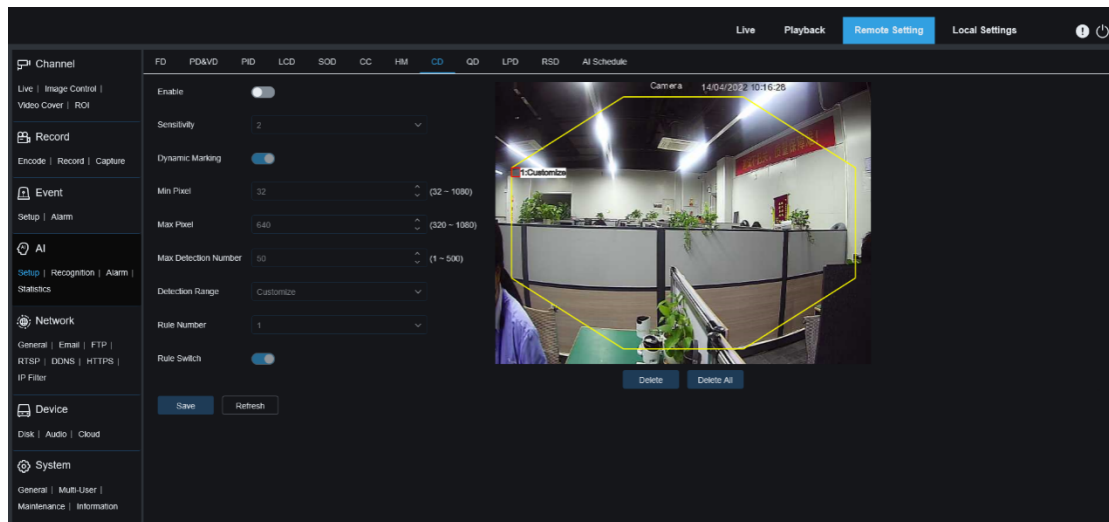 Live Playback Remote Setting Local Settings
Channel
Live | Image Control |
Video Cover | ROI
Record
Encode | Record | Capture
Event
Setup | Alarm
AI
Setup | Recognition | Alarm |
Statistics
Network
General | Email | FTP |
RTSP | DDNS | HTTPS |
IP Filter
Device
Disk | Audio | Cloud
System
General | Multi-User |
Maintenance | Information
FD PD&VD PID LCD SOD CC HM CD QD LPD RSD AI Schedule
Enable
Sensitivity 2
Dynamic Marking
Min Pixel 32 (32 ~ 1080)
Max Pixel 640 (320 ~ 1080)
Max Detection Number 50 (1 ~ 500)
Detection Range Customize
Rule Number 1
Rule Switch
Save Refresh
Camera 14/04/2022 10:16:28
1:Customize
Delete Delete All